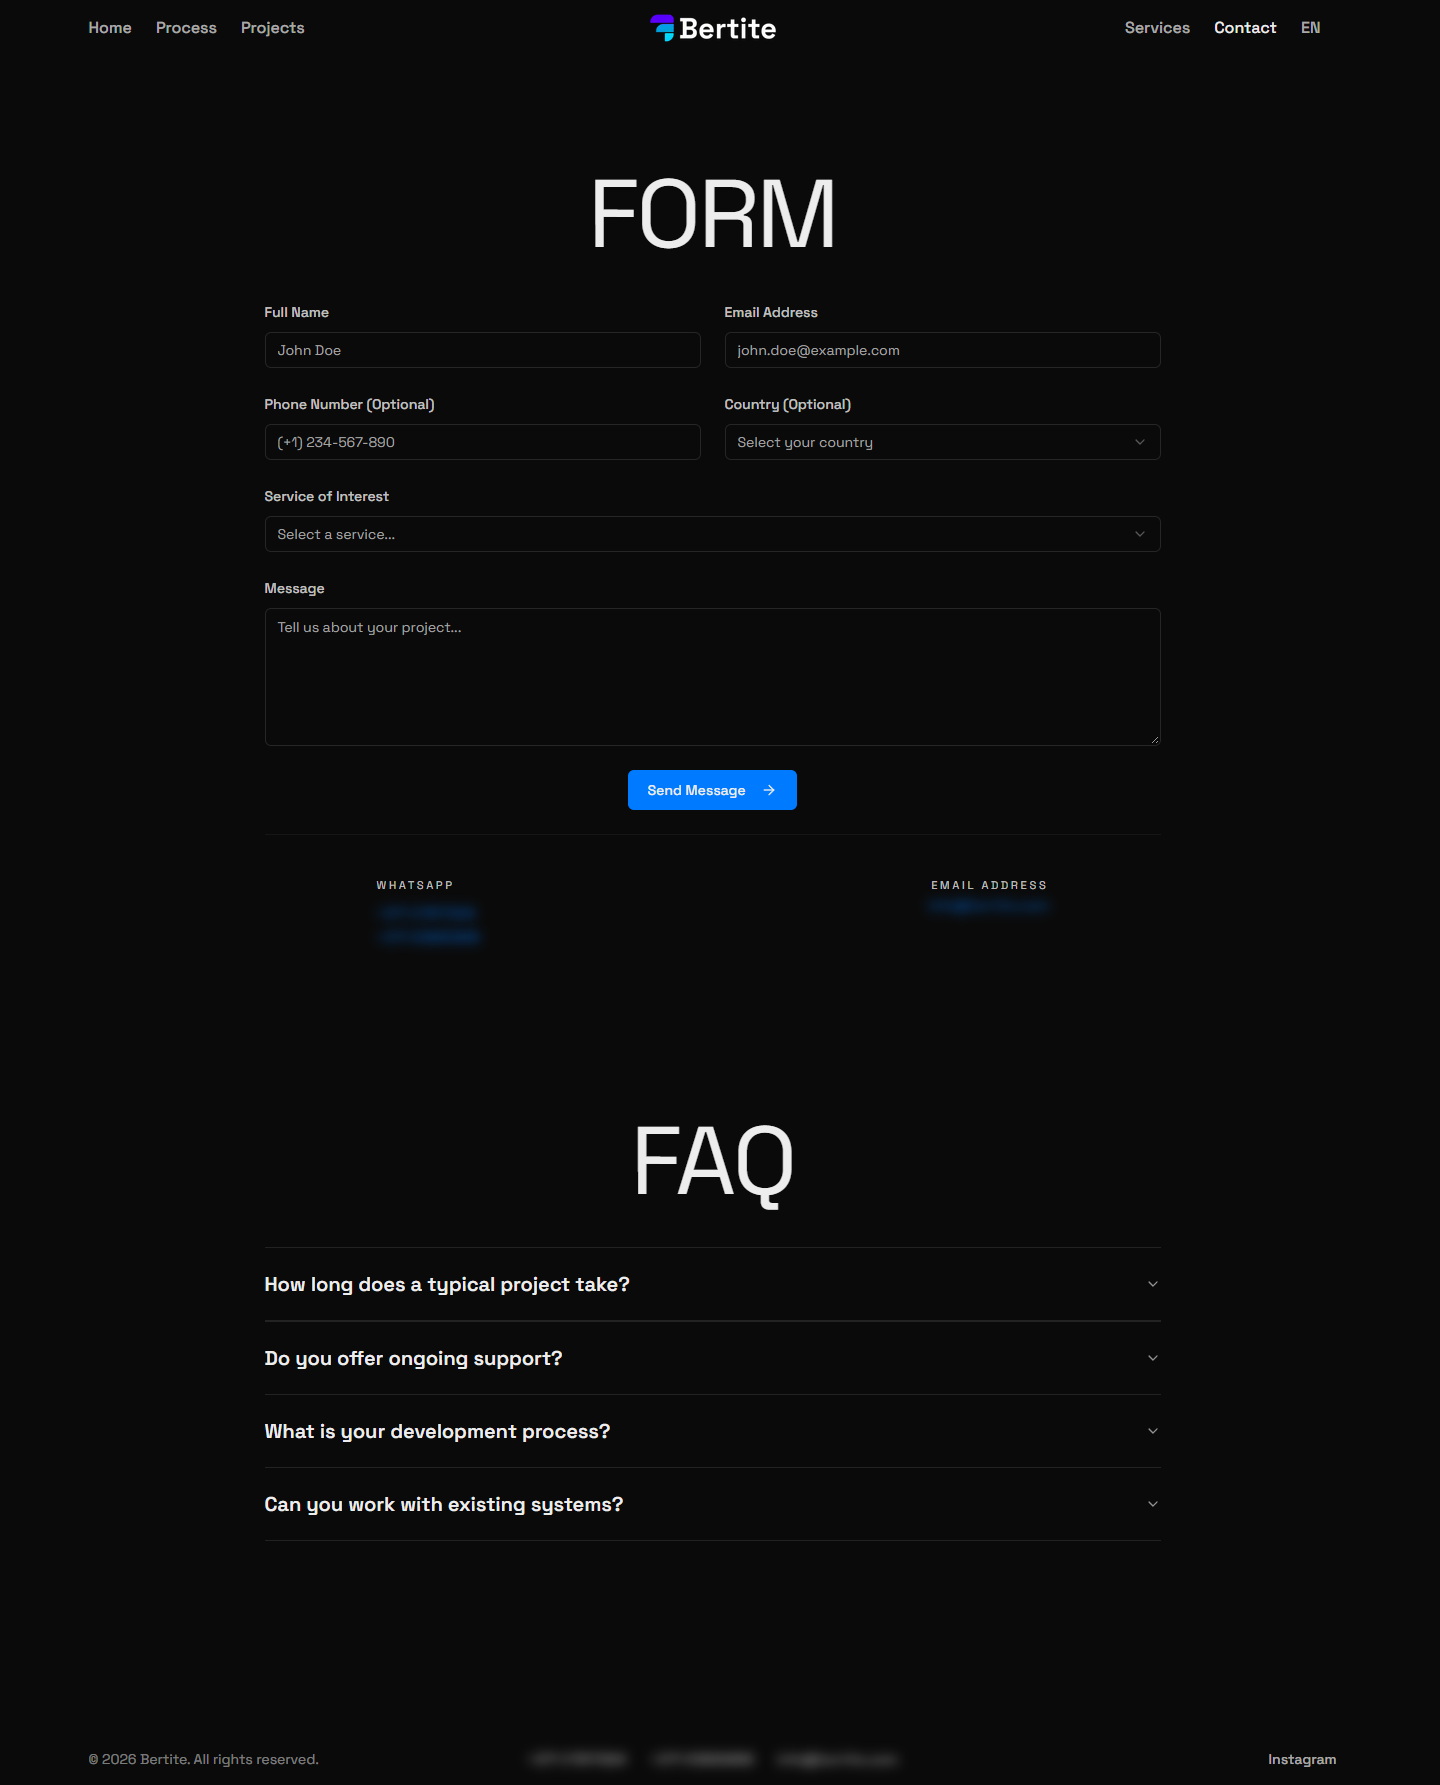 Home Process Projects Bertite Services Contact EN
FORM
Full Name Email Address
John Doe john.doe@example.com
Phone Number (Optional) Country (Optional)
(+1) 234-567-890 Select your country
Service of Interest
Select a service...
Message
Tell us about your project...
Send Message
WHATSAPP EMAIL ADDRESS
FAQ
How long does a typical project take?
Do you offer ongoing support?
What is your development process?
Can you work with existing systems?
© 2026 Bertite. All rights reserved. Instagram